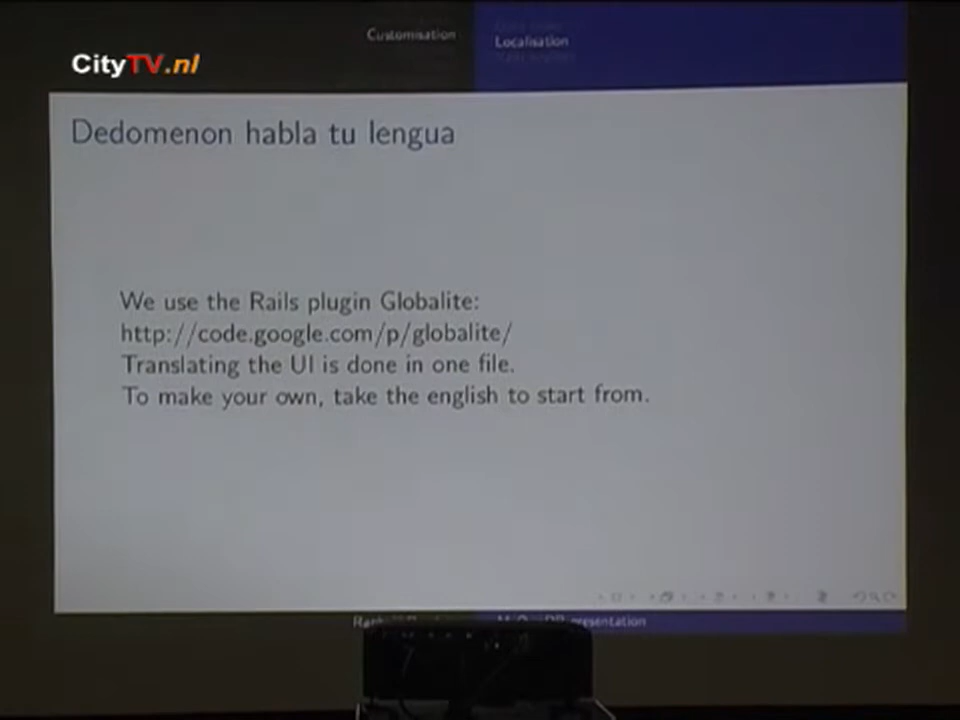 Customisation
Localisation
CityTV.nl
Dedomenon habla tu lengua
We use the Rails plugin Globalite:
http://code.google.com/p/globalite/
Translating the UI is done in one file.
To make your own, take the english to start from.